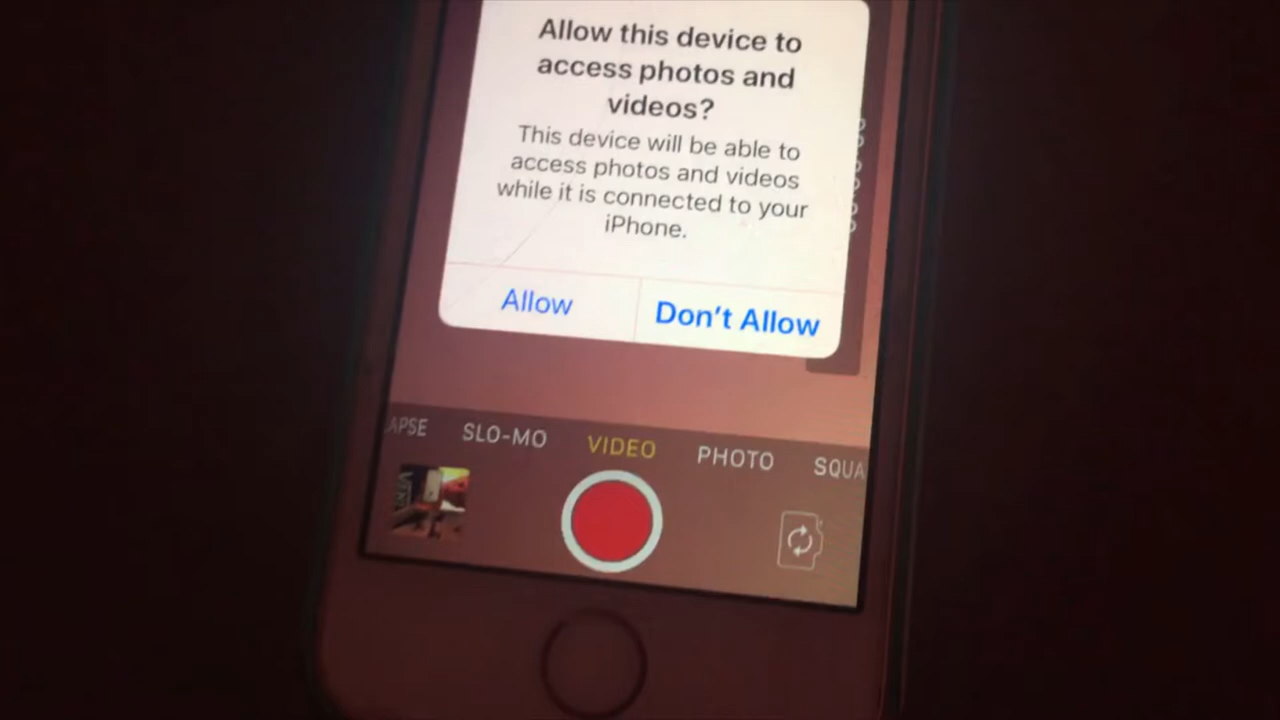 Allow this device to
access photos and
videos?
This device will be able to
access photos and videos
while it is connected to your
iPhone.
Allow Don't Allow
APSE SLO-MO VIDEO PHOTO SQUA